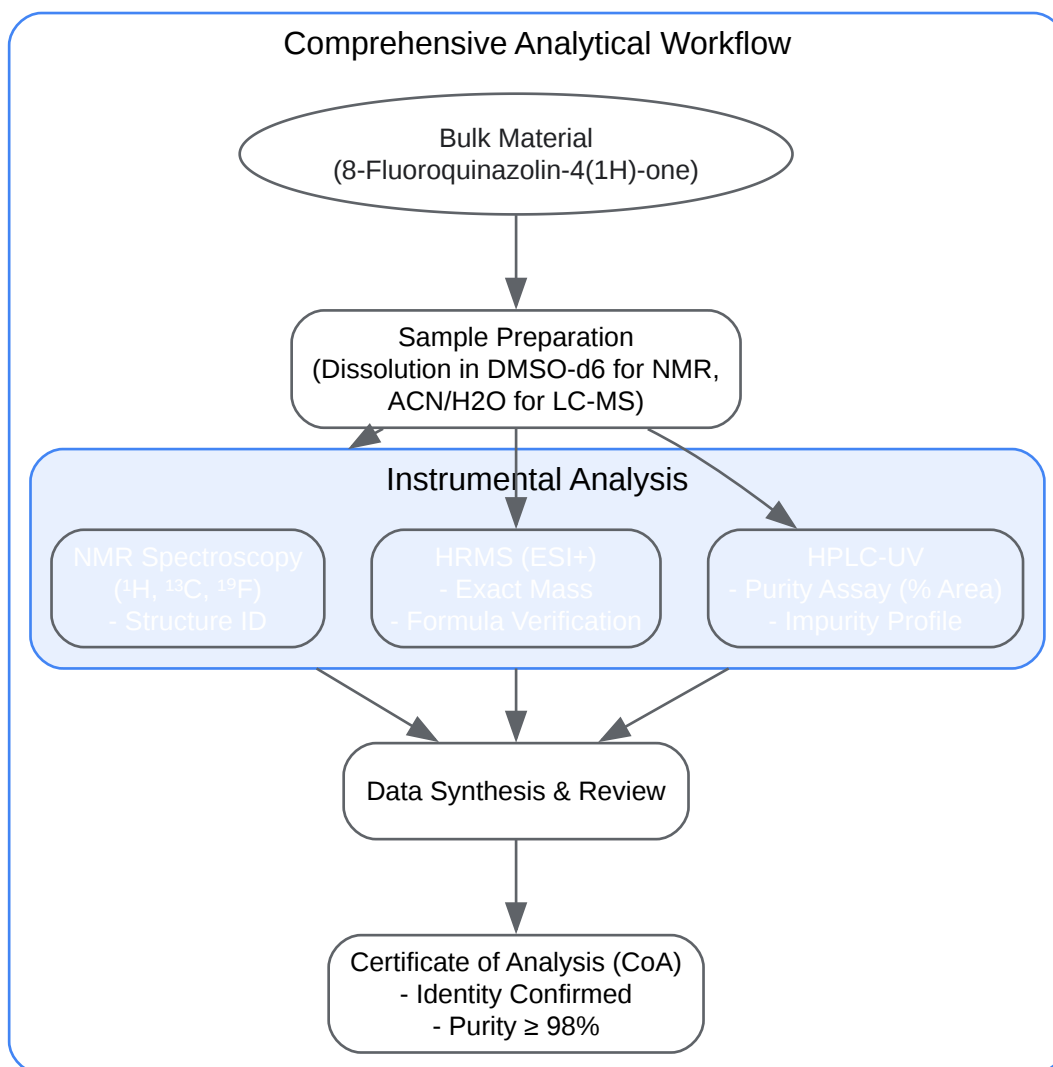 Comprehensive Analytical Workflow
Bulk Material
(8-Fluoroquinazolin-4(1H)-one)
Sample Preparation
(Dissolution in DMSO-d6 for NMR,
ACN/H2O for LC-MS)
Instrumental Analysis
NMR Spectroscopy
(¹H, ¹³C, ¹⁹F)
- Structure ID
HRMS (ESI+)
- Exact Mass
- Formula Verification
HPLC-UV
- Purity Assay (% Area)
- Impurity Profile
Data Synthesis & Review
Certificate of Analysis (CoA)
- Identity Confirmed
- Purity ≥ 98%